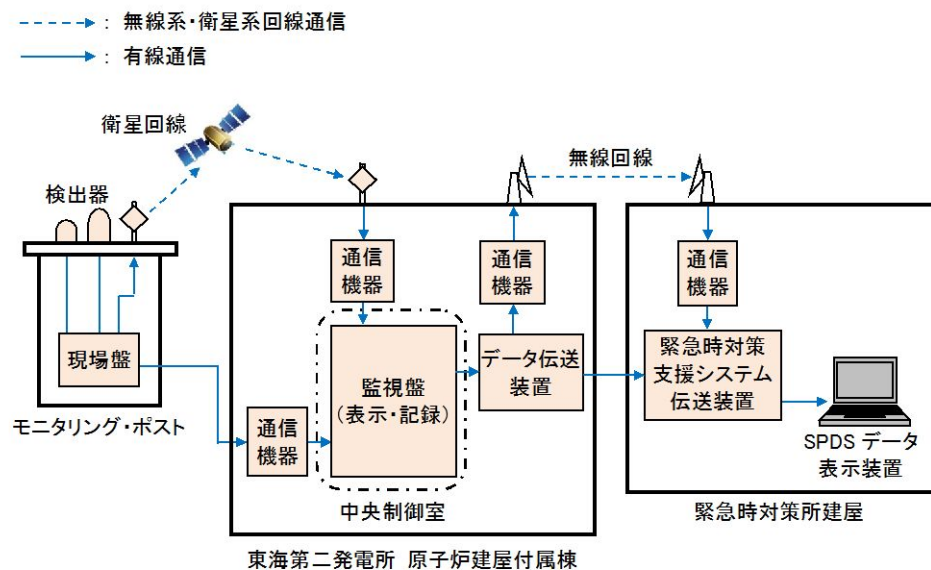 ： 無線系・衛星系回線通信
： 有線通信
衛星回線
無線回線
検出器
通信
機器
通信
機器
通信
機器
現場盤
監視盤
（表示・記録）
データ伝送
装置
緊急時対策
支援システム
伝送装置
モニタリング・ポスト
通信
機器
SPDS データ
表示装置
中央制御室
緊急時対策所建屋
東海第二発電所 原子炉建屋付属棟